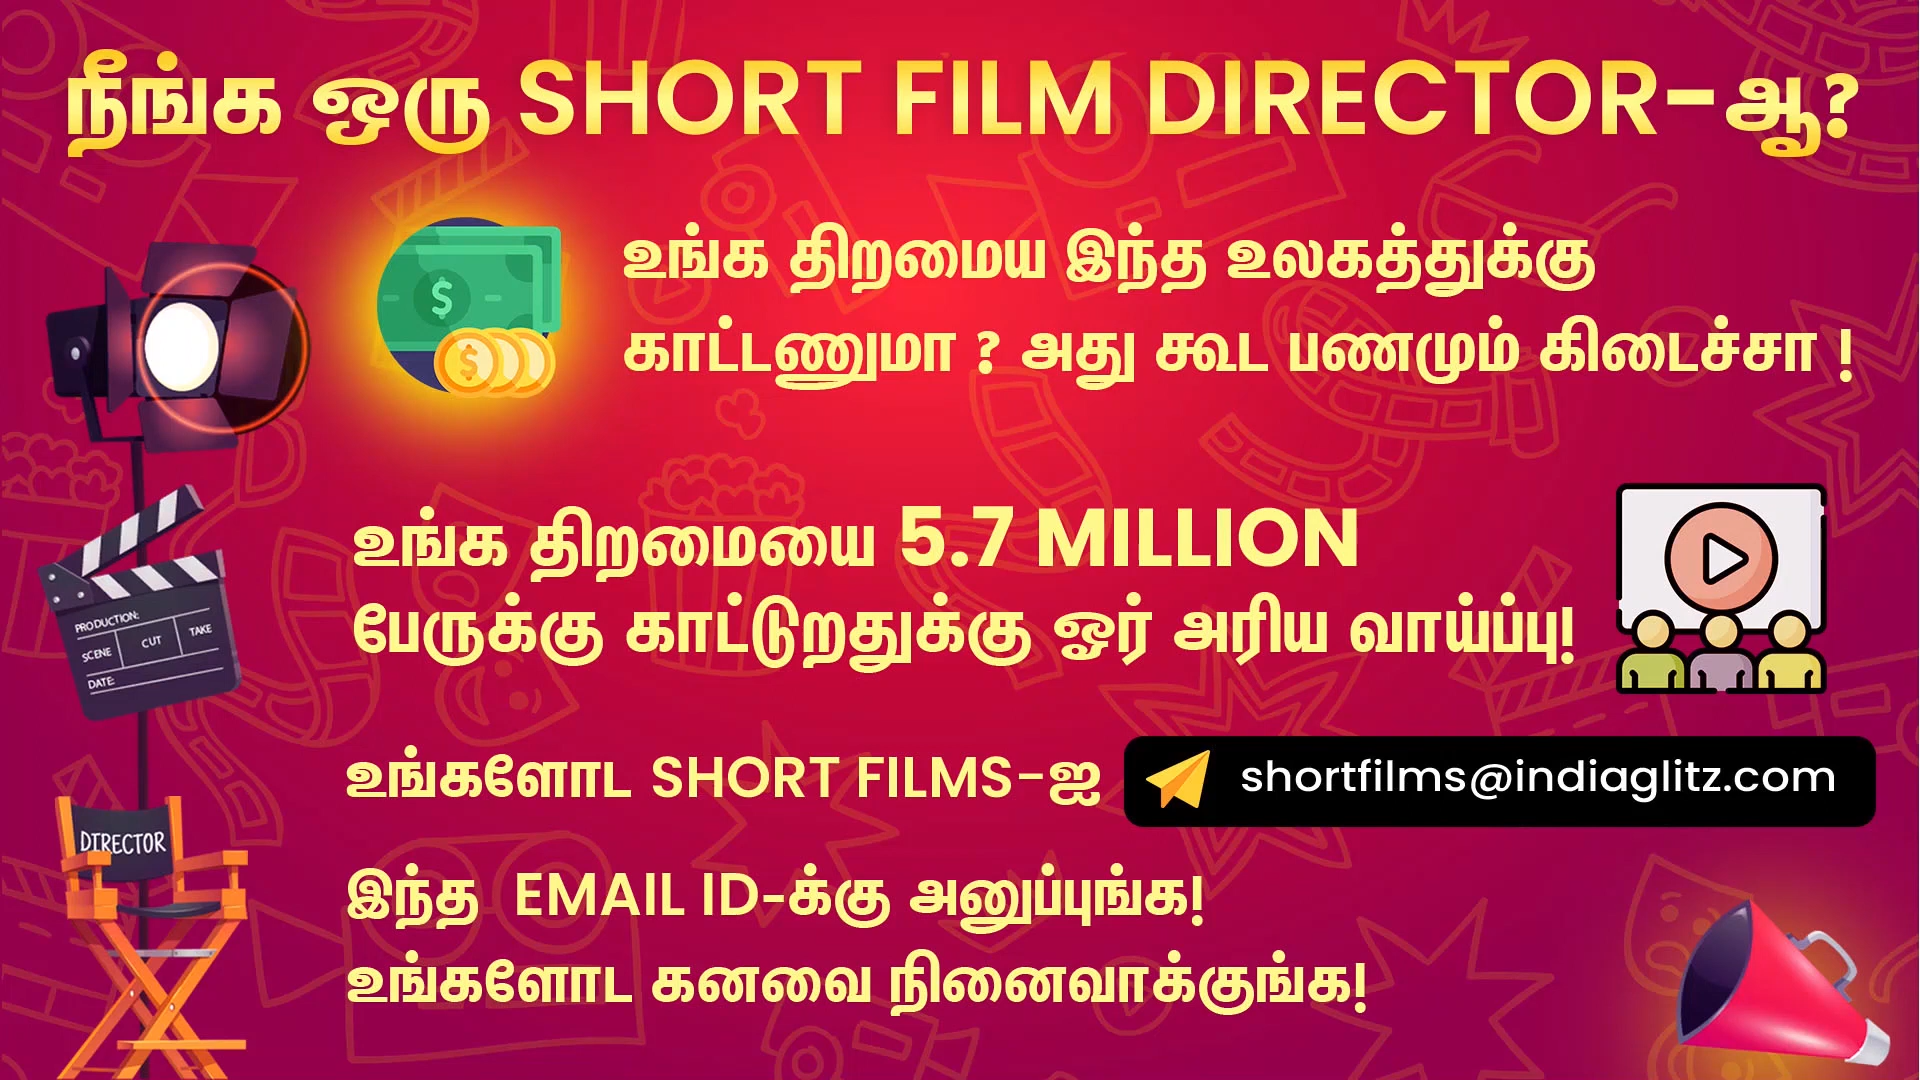 நீங்க ஒரு SHORT FILM DIRECTOR-ஆ?
உங்க திறமைய இந்த உலகத்துக்கு
காட்டணுமா ? அது கூட பணமும் கிடைச்சா !
உங்க திறமையை 5.7 MILLION
பேருக்கு காட்டுறதுக்கு ஓர் அரிய வாய்ப்பு!
PRODUCTION:
SCENE CUT TAKE
DATE:
உங்களோட SHORT FILMS-ஐ shortfilms@indiaglitz.com
DIRECTOR
இந்த EMAIL ID-க்கு அனுப்புங்க!
உங்களோட கனவை நினைவாக்குங்க!